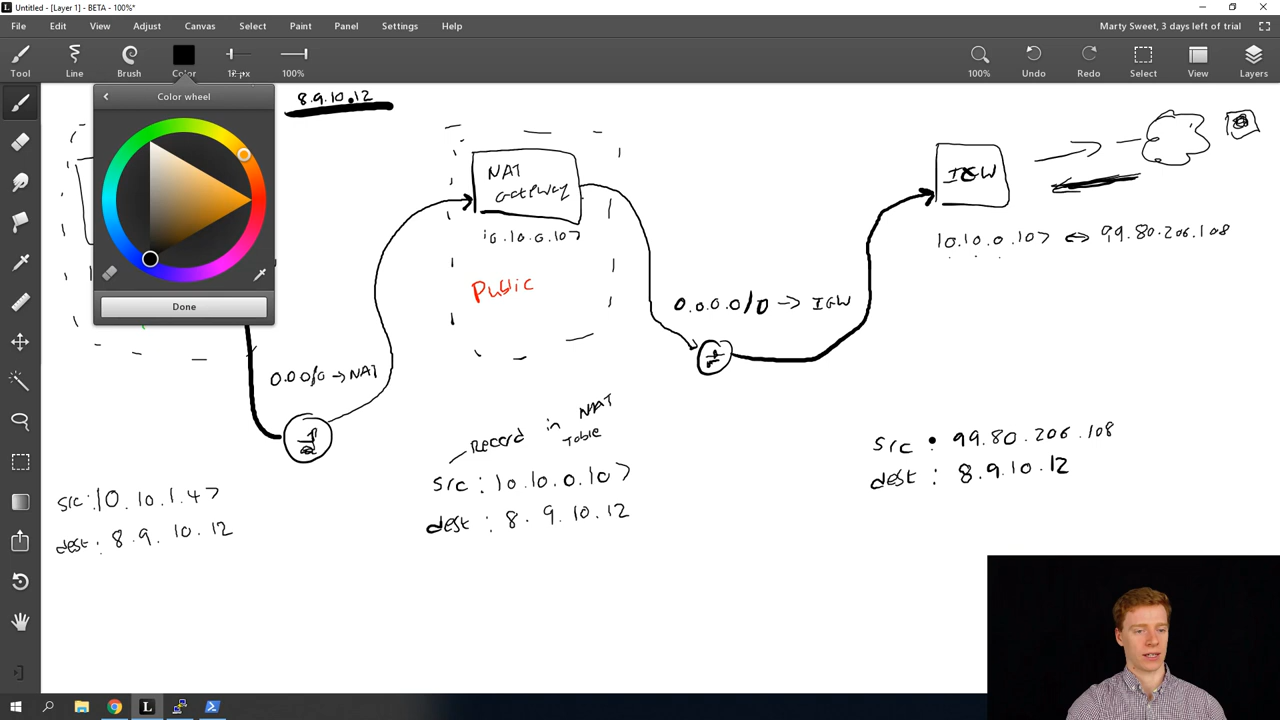 Untitled - [Layer 1] - BETA - 100%*
File Edit View Adjust Canvas Select Paint Panel Settings Help
Marty Sweet, 3 days left of trial
Tool Line Brush Color 12 px 100%
100% Undo Redo Select View Layers
Color wheel
Done
8.9.10.12
NAT
Gateway
10.10.0.107
Public
IGW
10.10.0.107 ↔ 99.80.206.108
0.0.0.0/0 → IGW
0.0.0/0 → NAT
Record in NAT
Table
src: 10.10.1.47
dest: 8.9.10.12
src: 10.10.0.107
dest: 8.9.10.12
src: 99.80.206.108
dest: 8.9.10.12